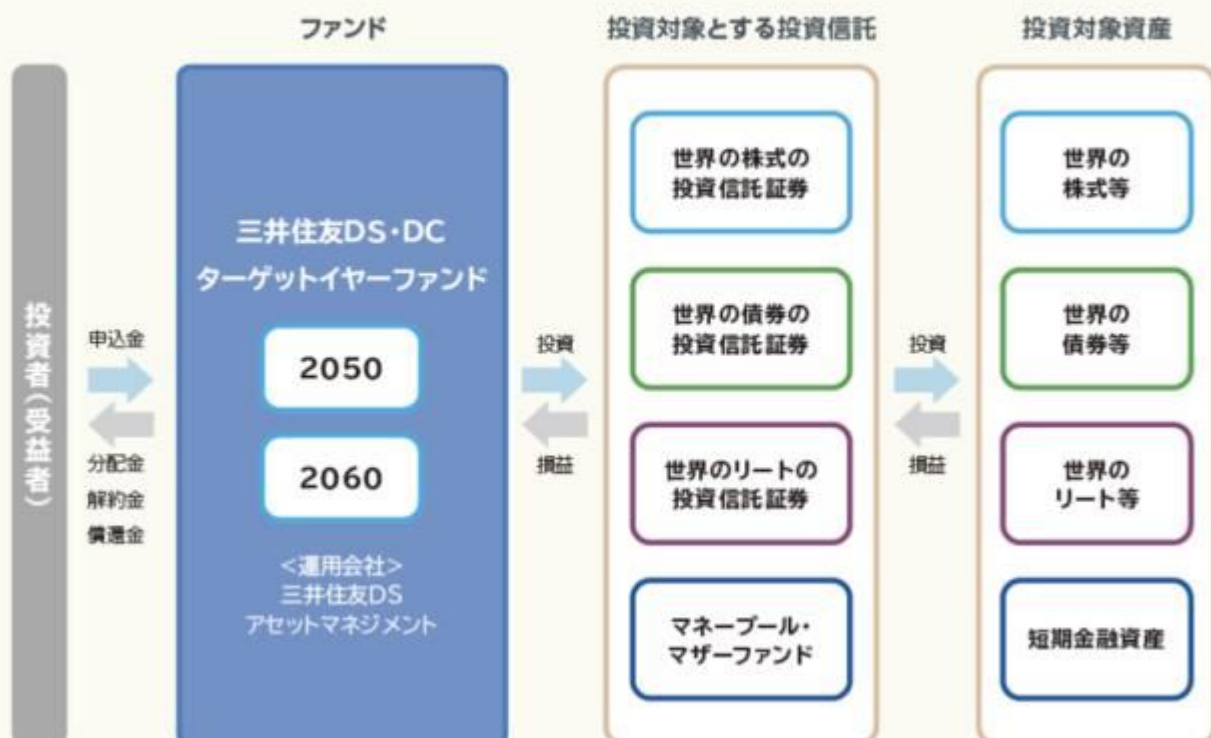 ファンド
投資対象とする投資信託
投資対象資産
投資者(受益者)
申込金
分配金
解約金
償還金
三井住友DS・DC
ターゲットイヤーファンド
2050
2060
<運用会社>
三井住友DS
アセットマネジメント
投資
損益
世界の株式の
投資信託証券
世界の債券の
投資信託証券
世界のリートの
投資信託証券
マネープール・
マザーファンド
投資
損益
世界の
株式等
世界の
債券等
世界の
リート等
短期金融資産